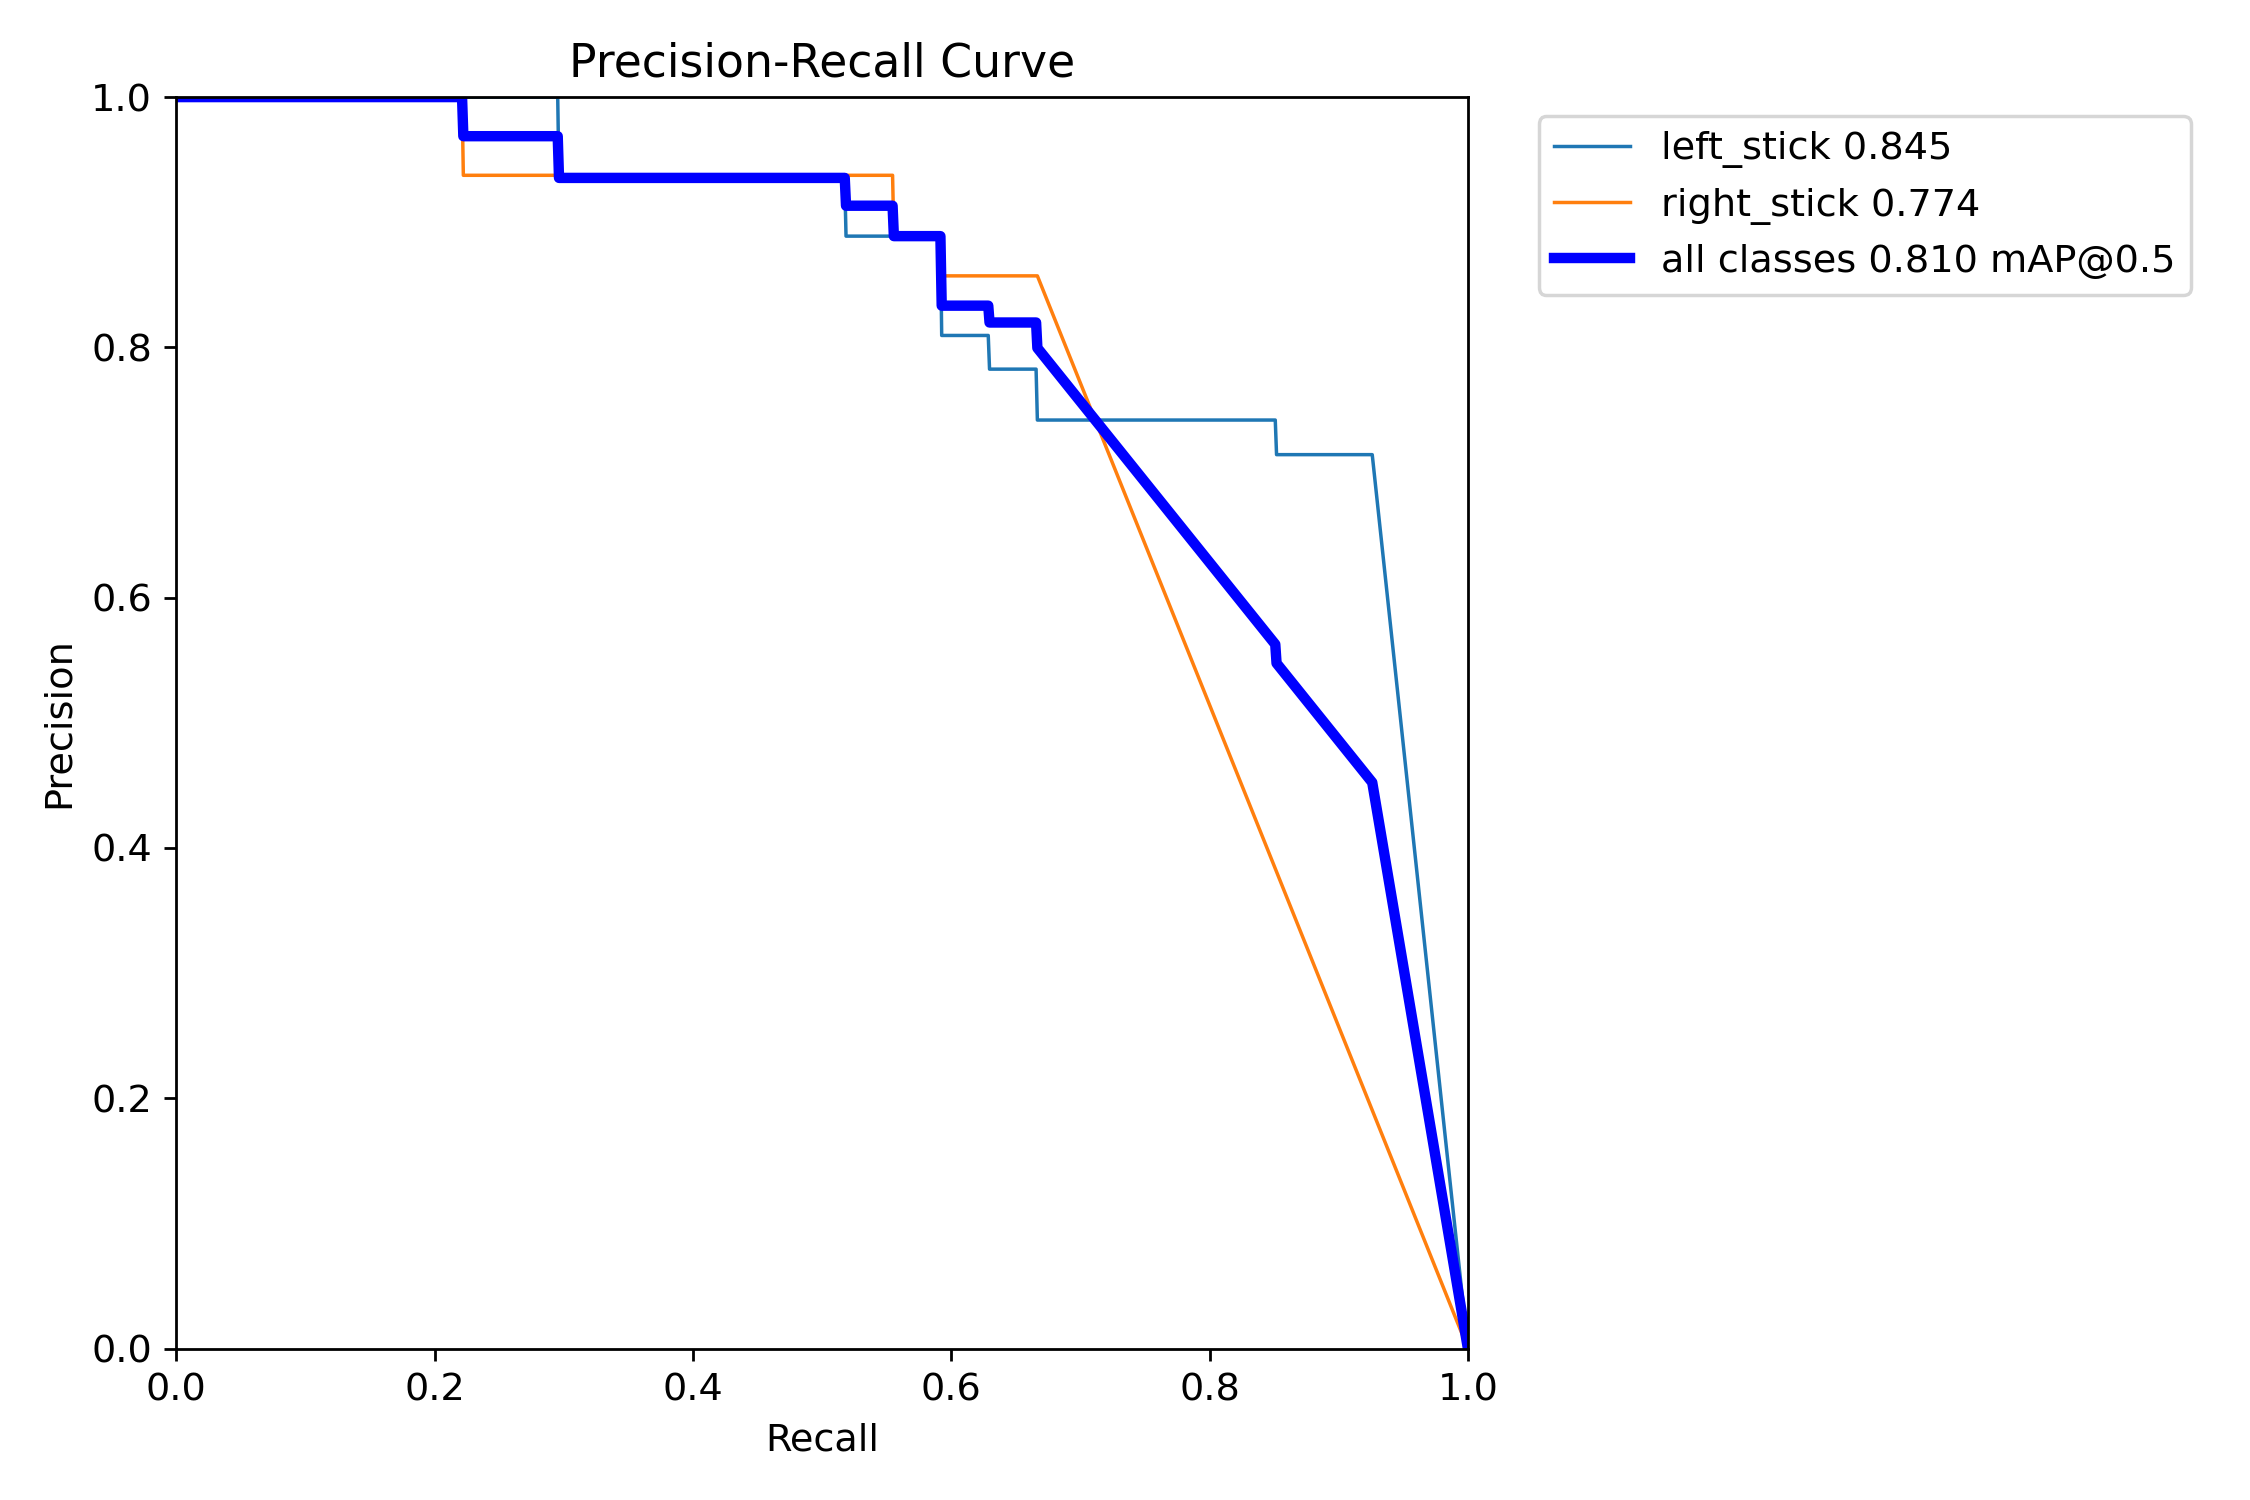 Precision-Recall Curve
1.0
0.8
0.6
0.4
0.2
0.0
Precision
0.0 0.2 0.4 0.6 0.8 1.0
Recall
left_stick 0.845
right_stick 0.774
all classes 0.810 mAP@0.5